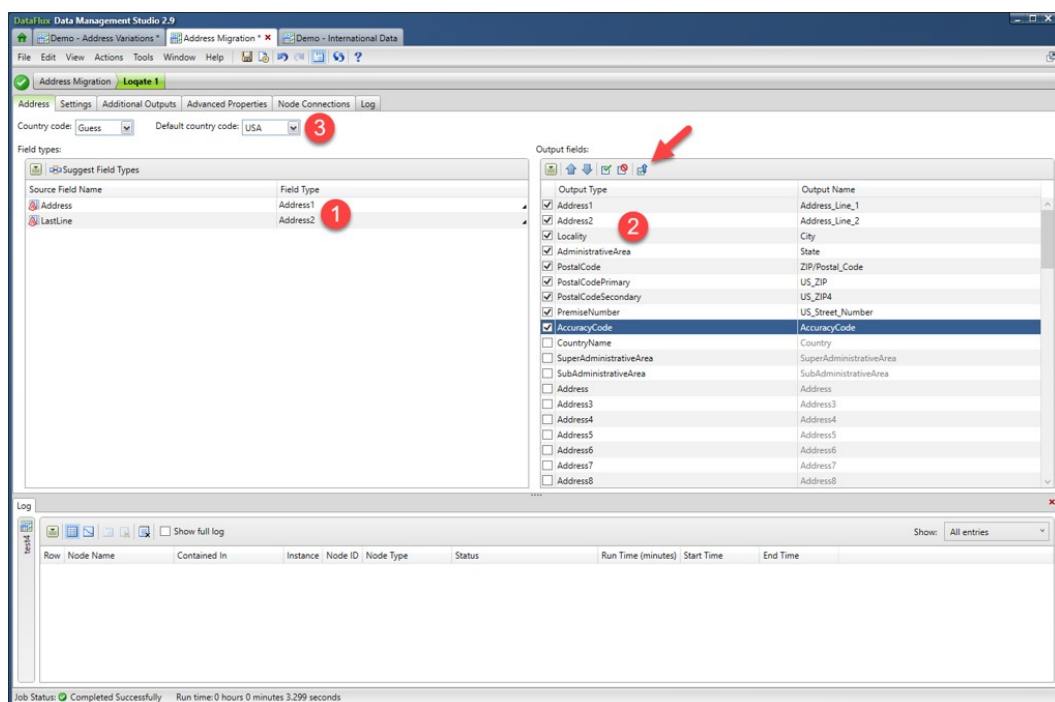 DataFlux Data Management Studio 2.9
Demo - Address Variations *
Address Migration *
Demo - International Data
File Edit View Actions Tools Window Help
Address Migration
Loqate 1
Address Settings Additional Outputs Advanced Properties Node Connections Log
Country code: Guess Default country code: USA 3
Field types:
Suggest Field Types
Source Field Name Field Type
Address Address1
LastLine Address2
1
Output fields:
Output Type Output Name
Address1 Address_Line_1
Address2 Address_Line_2
2
Locality City
AdministrativeArea State
PostalCode ZIP/Postal_Code
PostalCodePrimary US_ZIP
PostalCodeSecondary US_ZIP4
PremiseNumber US_Street_Number
AccuracyCode AccuracyCode
CountryName Country
SuperAdministrativeArea SuperAdministrativeArea
SubAdministrativeArea SubAdministrativeArea
Address Address
Address3 Address3
Address4 Address4
Address5 Address5
Address6 Address6
Address7 Address7
Address8 Address8
Log
test4
Show full log
Show: All entries
Row Node Name Contained In Instance Node ID Node Type Status Run Time (minutes) Start Time End Time
Job Status: Completed Successfully Run time: 0 hours 0 minutes 3.299 seconds